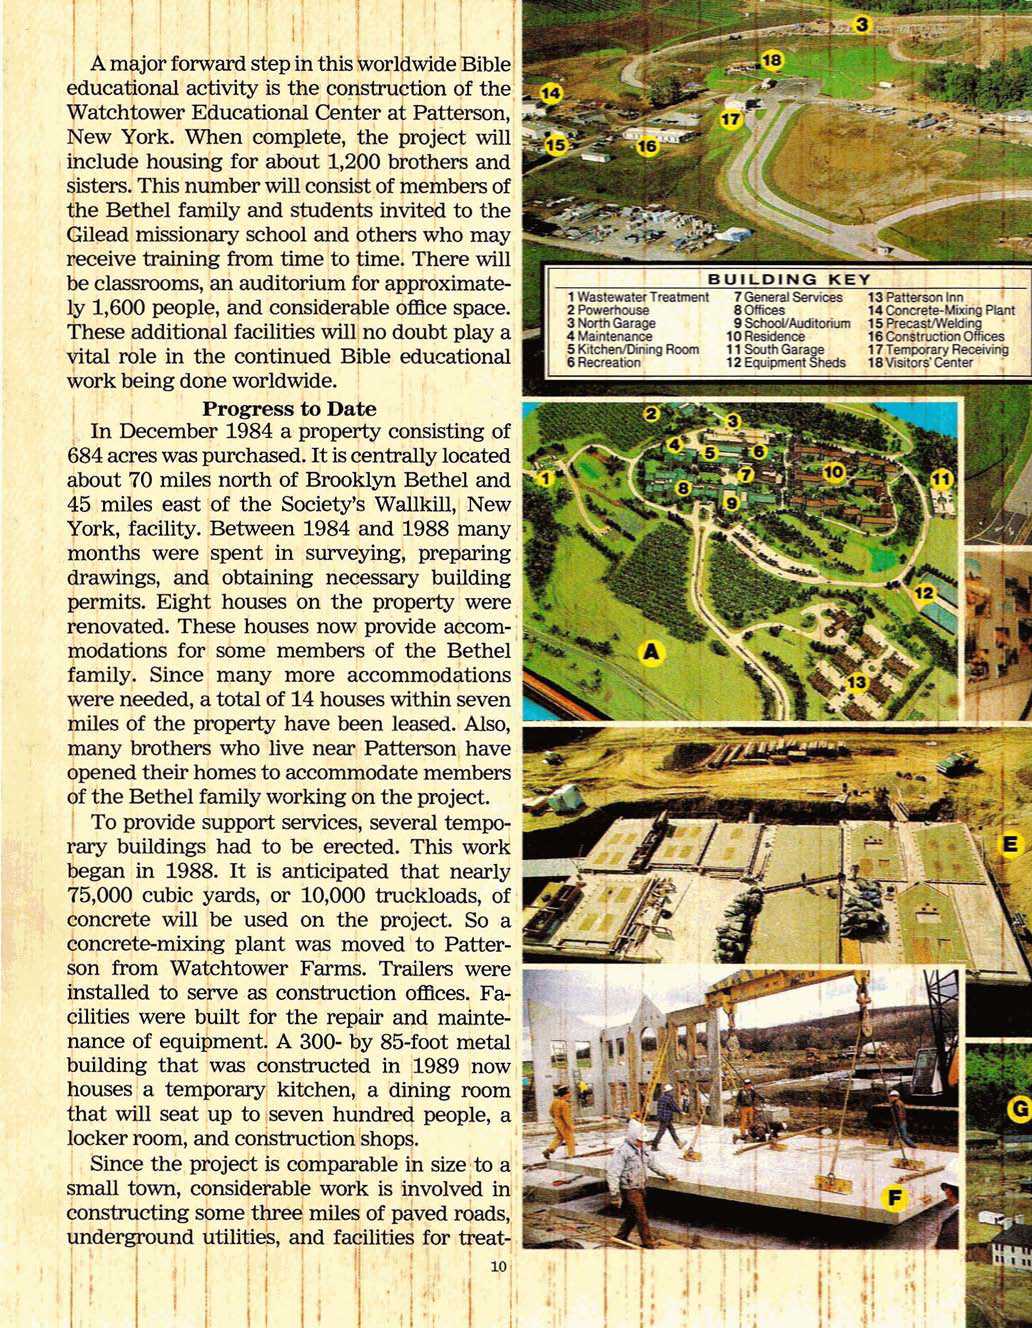 A major forward step in this worldwide Bible
educational activity is the construction of the
Watchtower Educational Center at Patterson,
New York. When complete, the project will
include housing for about 1,200 brothers and
sisters. This number will consist of members of
the Bethel family and students invited to the
Gilead missionary school and others who may
receive training from time to time. There will
be classrooms, an auditorium for approximate-
ly 1,600 people, and considerable office space.
These additional facilities will no doubt play a
vital role in the continued Bible educational
work being done worldwide.
Progress to Date
In December 1984 a property consisting of
684 acres was purchased. It is centrally located
about 70 miles north of Brooklyn Bethel and
45 miles east of the Society's Wallkill, New
York, facility. Between 1984 and 1988 many
months were spent in surveying, preparing
drawings, and obtaining necessary building
permits. Eight houses on the property were
renovated. These houses now provide accom-
modations for some members of the Bethel
family. Since many more accommodations
were needed, a total of 14 houses within seven
miles of the property have been leased. Also,
many brothers who live near Patterson have
opened their homes to accommodate members
of the Bethel family working on the project.
To provide support services, several tempo-
rary buildings had to be erected. This work
began in 1988. It is anticipated that nearly
75,000 cubic yards, or 10,000 truckloads, of
concrete will be used on the project. So a
concrete-mixing plant was moved to Patter-
son from Watchtower Farms. Trailers were
installed to serve as construction offices. Fa-
cilities were built for the repair and mainte-
nance of equipment. A 300- by 85-foot metal
building that was constructed in 1989 now
houses a temporary kitchen, a dining room
that will seat up to seven hundred people, a
locker room, and construction shops.
Since the project is comparable in size to a
small town, considerable work is involved in
constructing some three miles of paved roads,
underground utilities, and facilities for treat-
10
3
18
14
17
15
16
BUILDING KEY
1 Wastewater Treatment
2 Powerhouse
3 North Garage
4 Maintenance
5 Kitchen/Dining Room
6 Recreation
7 General Services
8 Offices
9 School/Auditorium
10 Residence
11 South Garage
12 Equipment Sheds
13 Patterson Inn
14 Concrete-Mixing Plant
15 Precast/Welding
16 Construction Offices
17 Temporary Receiving
18 Visitors' Center
2
3
4
5
6
1
7
10
11
8
9
12
A
13
E
F
G